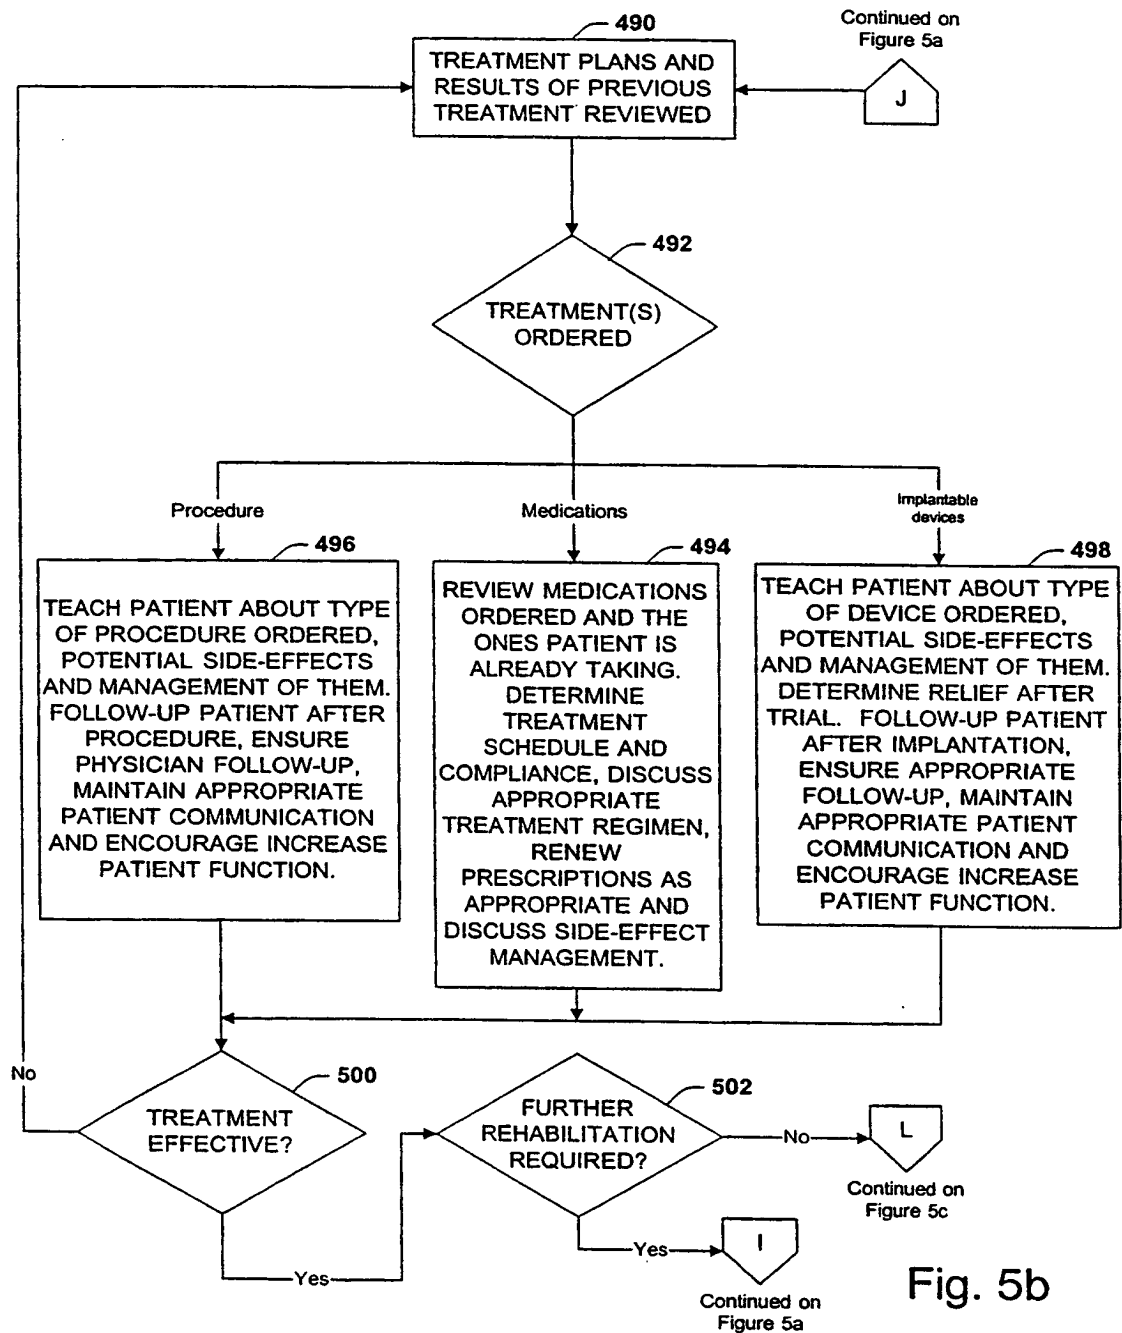 490
Continued on
Figure 5a
TREATMENT PLANS AND
RESULTS OF PREVIOUS
TREATMENT REVIEWED
J
492
TREATMENT(S)
ORDERED
Procedure
Medications
Implantable
devices
496
TEACH PATIENT ABOUT TYPE
OF PROCEDURE ORDERED,
POTENTIAL SIDE-EFFECTS
AND MANAGEMENT OF THEM.
FOLLOW-UP PATIENT AFTER
PROCEDURE, ENSURE
PHYSICIAN FOLLOW-UP,
MAINTAIN APPROPRIATE
PATIENT COMMUNICATION
AND ENCOURAGE INCREASE
PATIENT FUNCTION.
494
REVIEW MEDICATIONS
ORDERED AND THE
ONES PATIENT IS
ALREADY TAKING.
DETERMINE
TREATMENT
SCHEDULE AND
COMPLIANCE, DISCUSS
APPROPRIATE
TREATMENT REGIMEN,
RENEW
PRESCRIPTIONS AS
APPROPRIATE AND
DISCUSS SIDE-EFFECT
MANAGEMENT.
498
TEACH PATIENT ABOUT TYPE
OF DEVICE ORDERED,
POTENTIAL SIDE-EFFECTS
AND MANAGEMENT OF THEM.
DETERMINE RELIEF AFTER
TRIAL. FOLLOW-UP PATIENT
AFTER IMPLANTATION,
ENSURE APPROPRIATE
FOLLOW-UP, MAINTAIN
APPROPRIATE PATIENT
COMMUNICATION AND
ENCOURAGE INCREASE
PATIENT FUNCTION.
No
500
TREATMENT
EFFECTIVE?
Yes
502
FURTHER
REHABILITATION
REQUIRED?
No
L
Continued on
Figure 5c
Yes
I
Continued on
Figure 5a
Fig. 5b